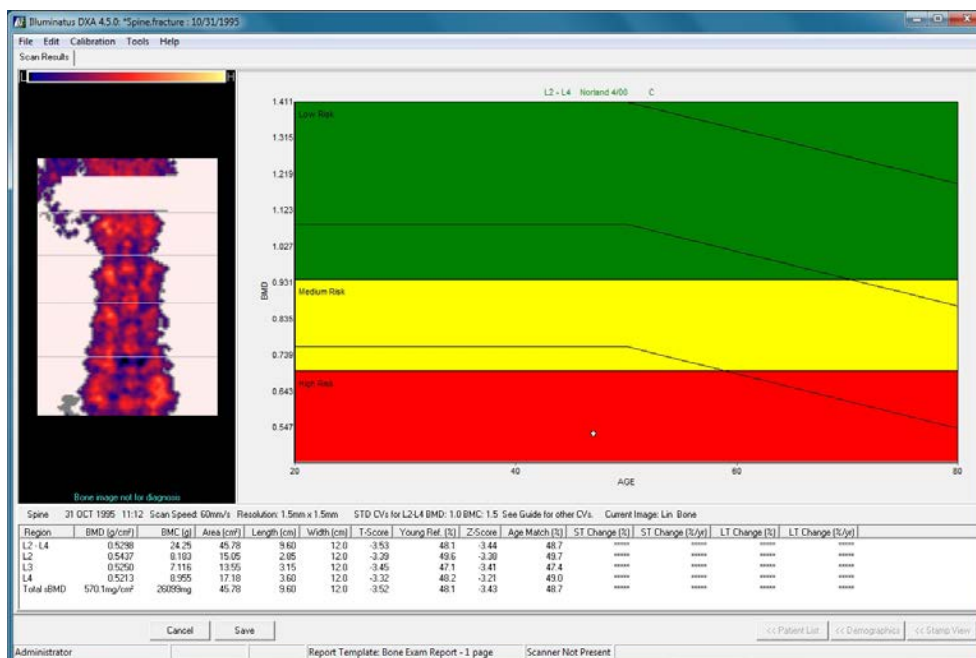 Illuminatus DXA 4.5.0: *Spine.fracture : 10/31/1995
File Edit Calibration Tools Help
Scan Results
L H
L2 - L4 Norland 4/00 C
1.411
Low Risk
1.315
1.219
1.123
1.027
0.931
Medium Risk
BMD
0.835
0.739
High Risk
0.643
0.547
20 40 60 80
AGE
Bone image not for diagnosis
Spine 31 OCT 1995 11:12 Scan Speed: 60mm/s Resolution: 1.5mm x 1.5mm STD CVs for L2-L4 BMD: 1.0 BMC: 1.5 See Guide for other CVs. Current Image: Lin Bone
Region BMD (g/cm²) BMC (g) Area (cm²) Length (cm) Width (cm) T-Score Young Ref. (%) Z-Score Age Match (%) ST Change (%) ST Change (%/yr) LT Change (%) LT Change (%/yr)
L2 - L4 0.5298 24.25 45.78 9.60 12.0 -3.53 48.1 -3.44 48.7 ***** ***** ***** *****
L2 0.5437 8.183 15.05 2.85 12.0 -3.39 49.6 -3.30 49.7 ***** ***** ***** *****
L3 0.5250 7.116 13.55 3.15 12.0 -3.45 47.1 -3.41 47.4 ***** ***** ***** *****
L4 0.5213 8.955 17.18 3.60 12.0 -3.32 48.2 -3.21 49.0 ***** ***** ***** *****
Total sBMD 570.1mg/cm² 26099mg 45.78 9.60 12.0 -3.52 48.1 -3.43 48.7 ***** ***** ***** *****
Cancel Save << Patient List << Demographics << Stamp View
Administrator Report Template: Bone Exam Report - 1 page Scanner Not Present